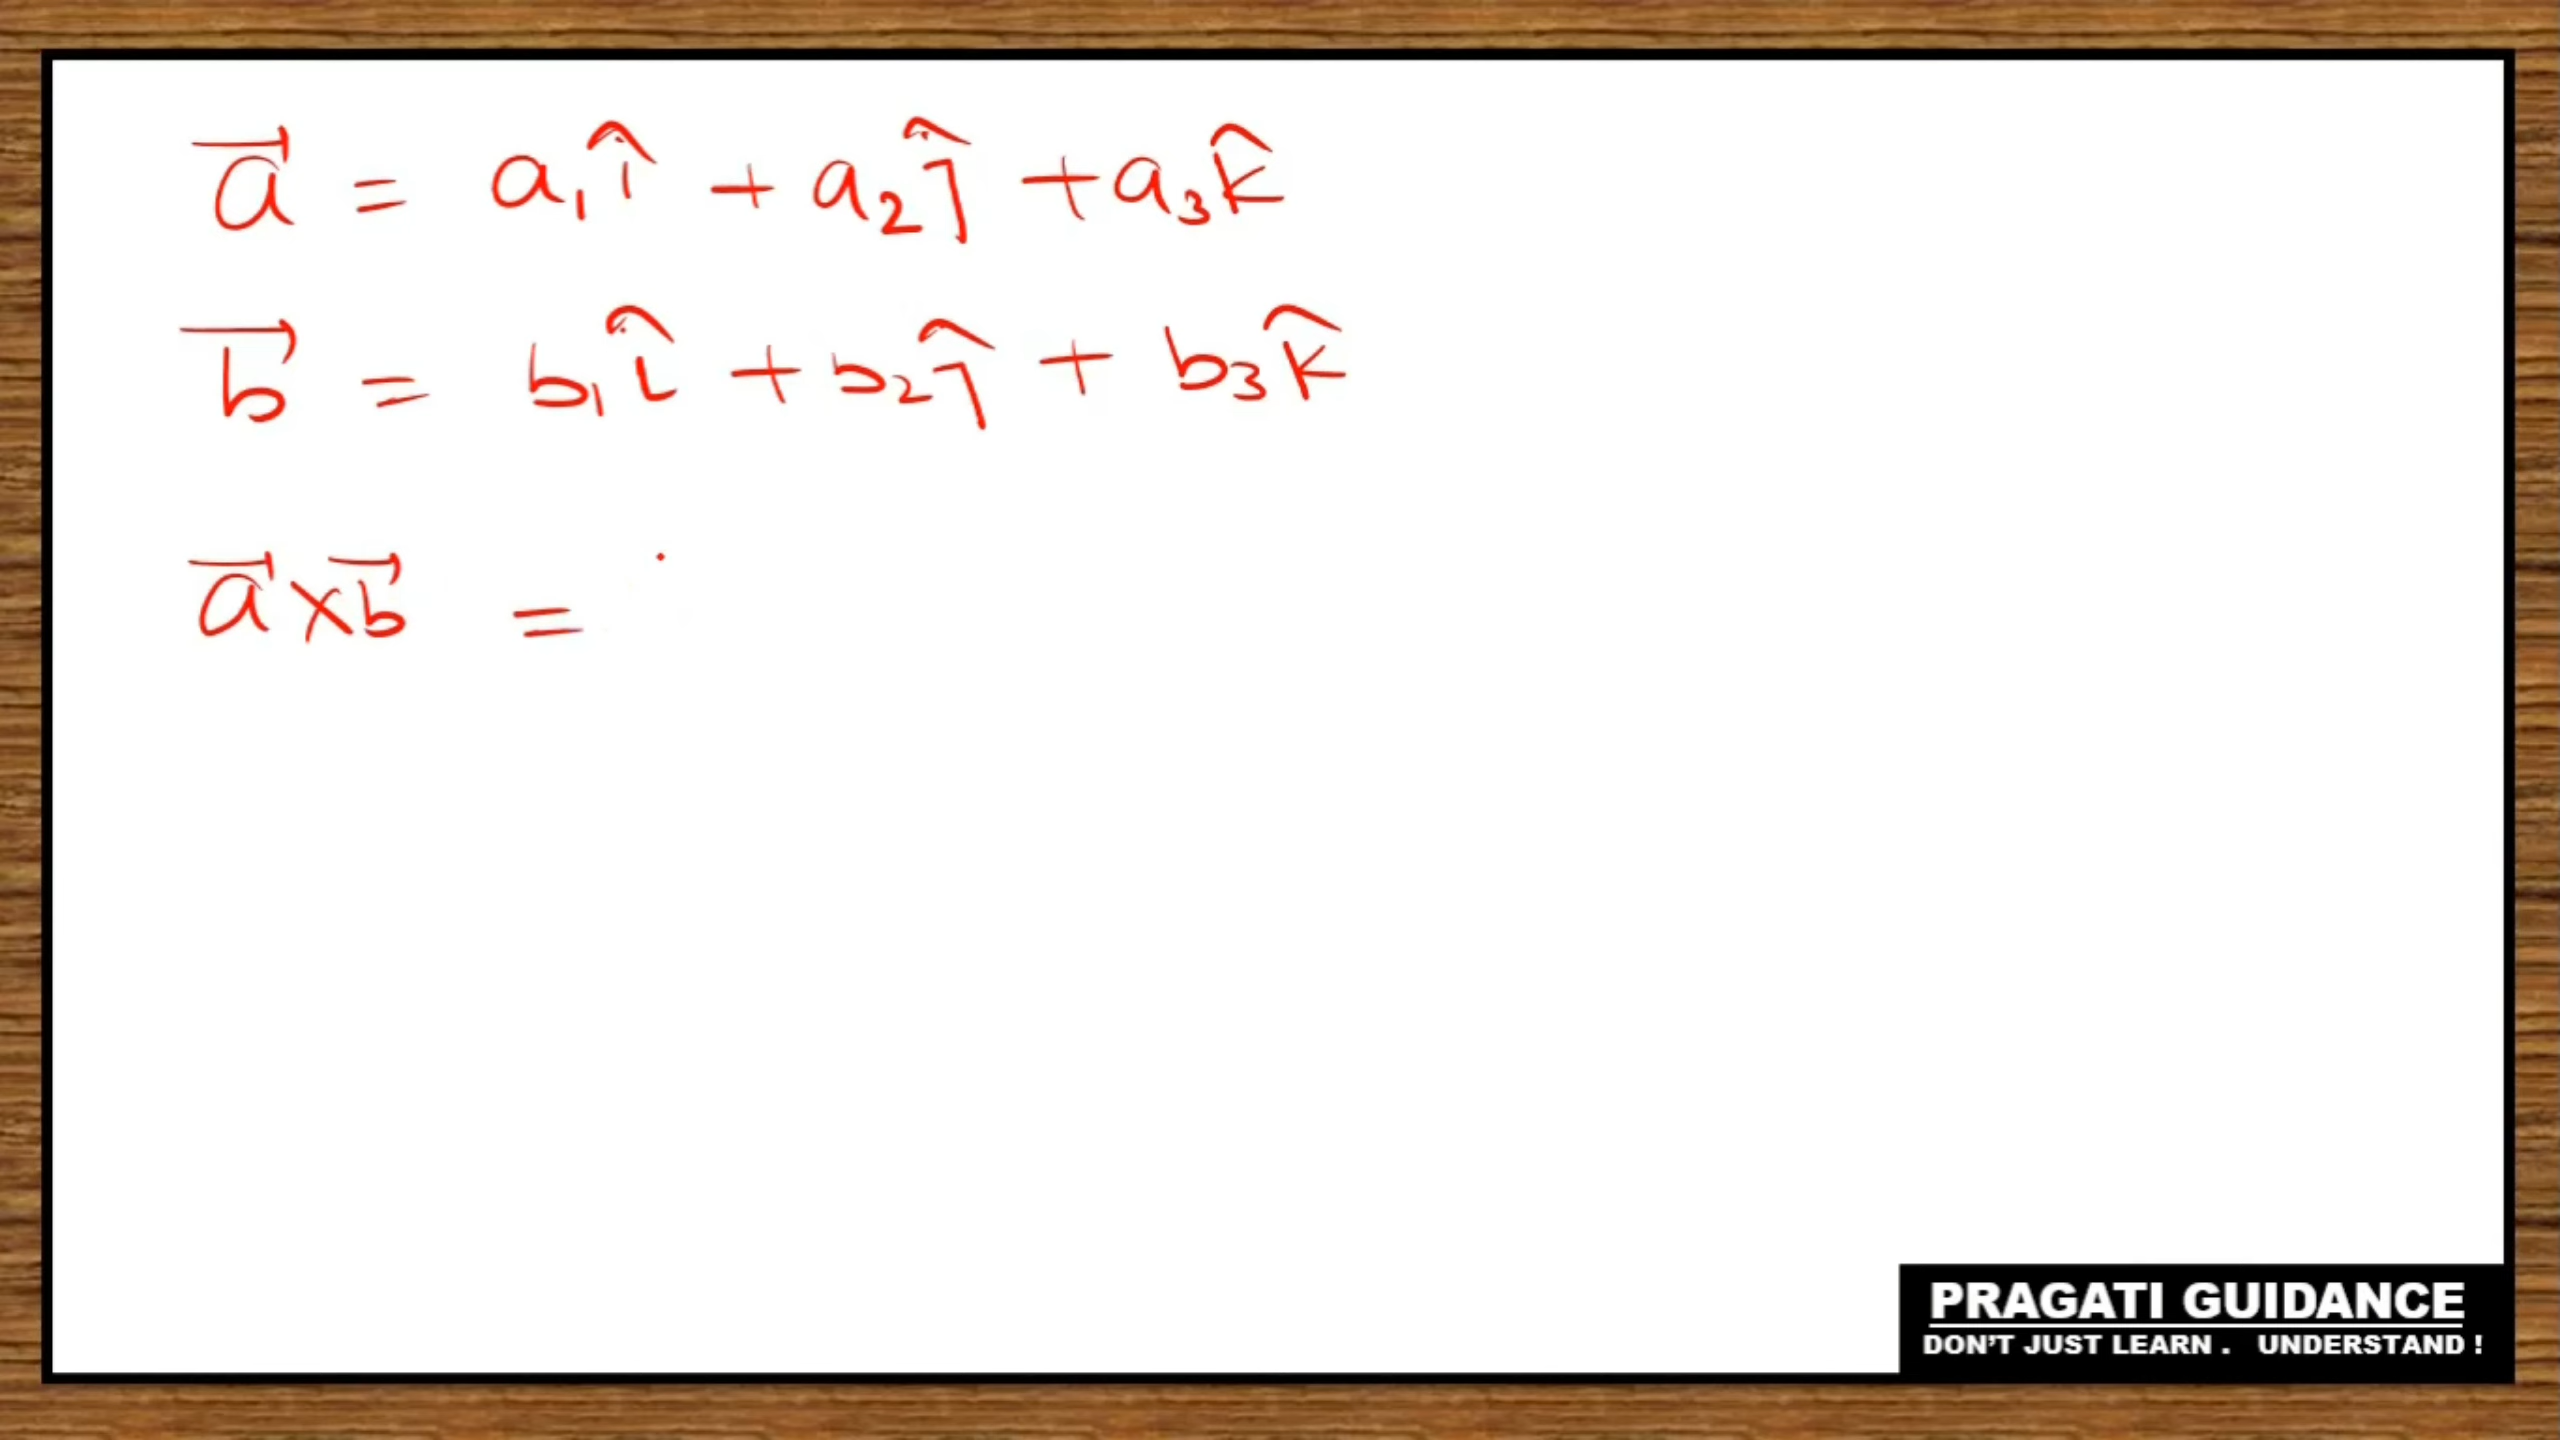 →a = a₁î + a₂ĵ + a₃k̂
→b = b₁î + b₂ĵ + b₃k̂
→a × →b =
PRAGATI GUIDANCE
DON'T JUST LEARN . UNDERSTAND !